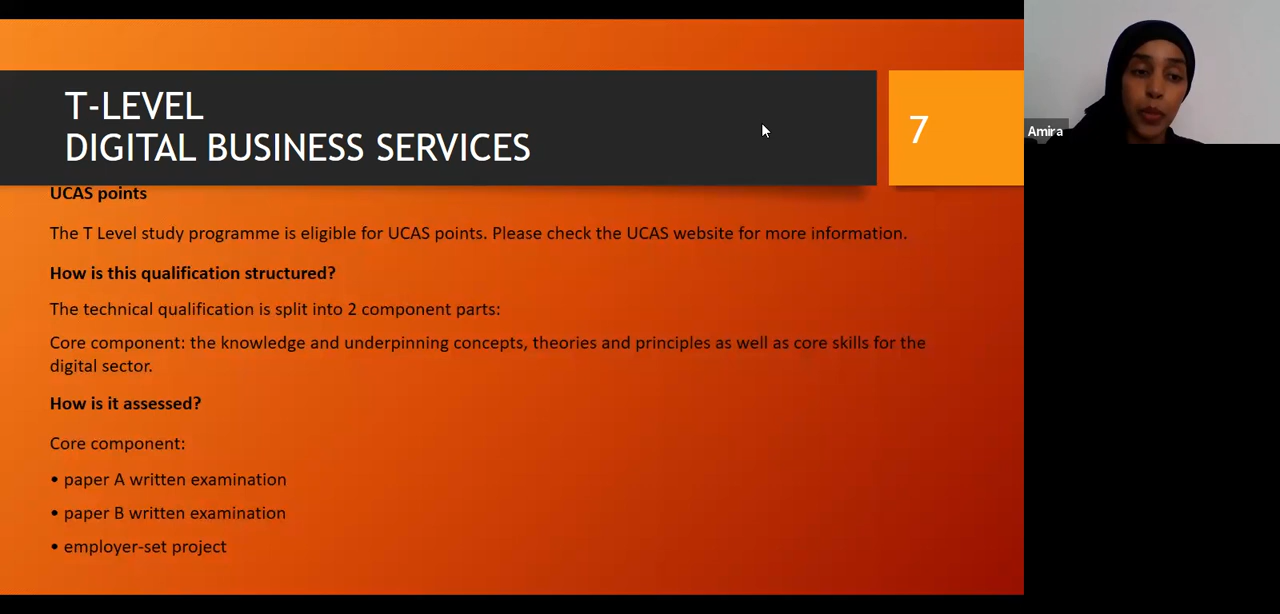 T-LEVEL
DIGITAL BUSINESS SERVICES
7
Amira
UCAS points
The T Level study programme is eligible for UCAS points. Please check the UCAS website for more information.
How is this qualification structured?
The technical qualification is split into 2 component parts:
Core component: the knowledge and underpinning concepts, theories and principles as well as core skills for the
digital sector.
How is it assessed?
Core component:
• paper A written examination
• paper B written examination
• employer-set project